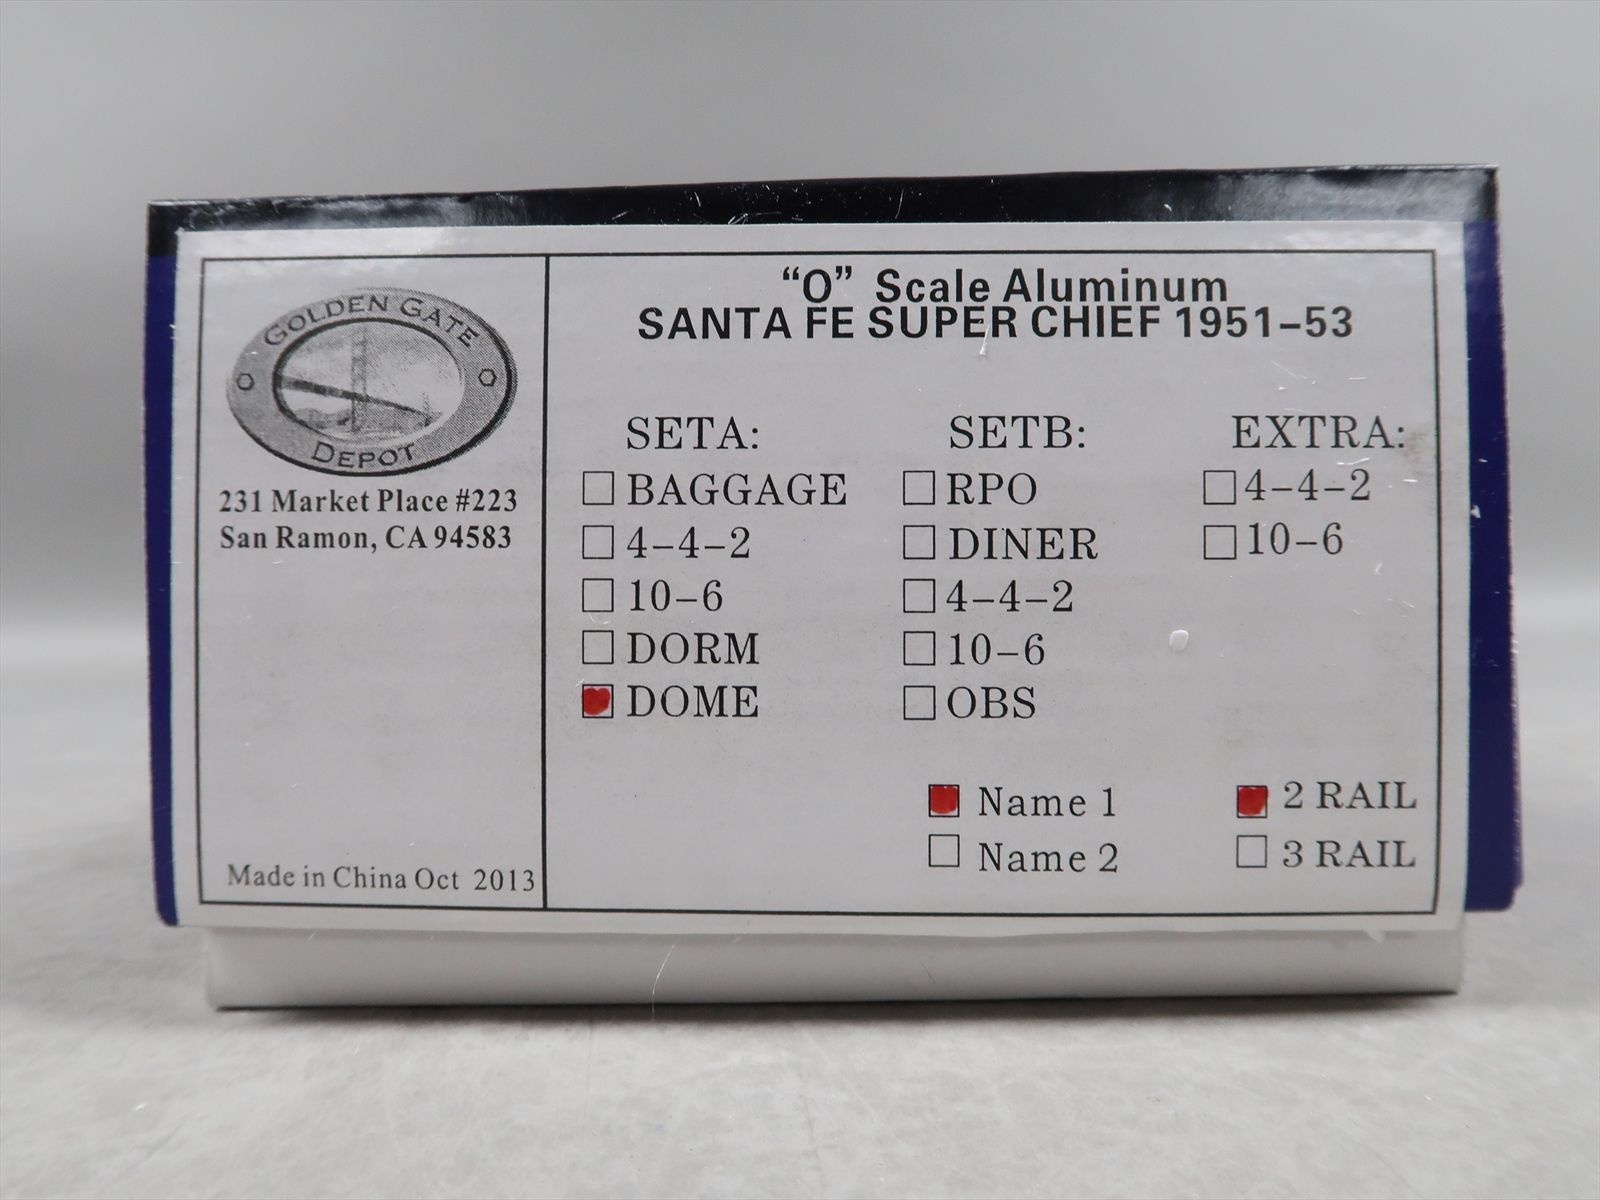 GOLDEN GATE
DEPOT
231 Market Place #223
San Ramon, CA 94583
Made in China Oct 2013
“O” Scale Aluminum
SANTA FE SUPER CHIEF 1951-53
SETA:
BAGGAGE
4-4-2
10-6
DORM
DOME
SETB:
RPO
DINER
4-4-2
10-6
OBS
EXTRA:
4-4-2
10-6
Name 1
Name 2
2 RAIL
3 RAIL